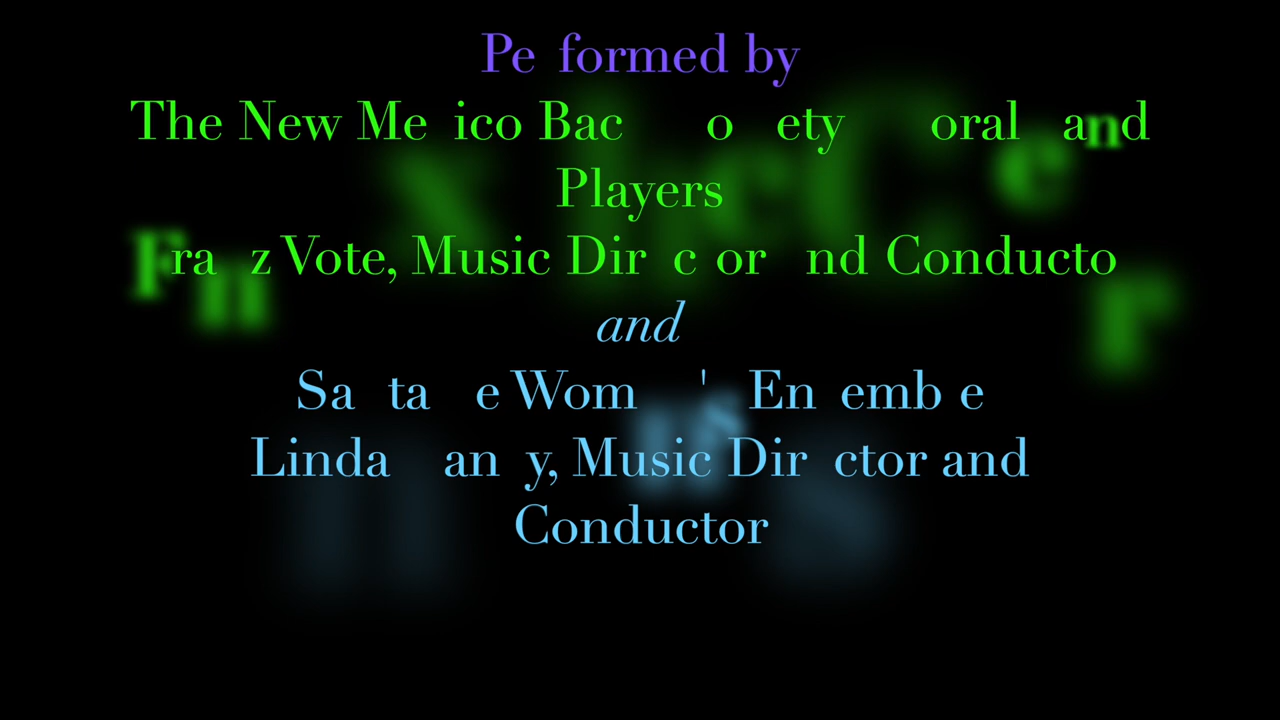 Pe formed by
The New Me ico Bac o ety oral and
Players
Fra z Vote, Music Dir c or nd Conducto r
and
Sa ta e Wom n's En emb e
Linda an y, Music Dir ctor and
Conductor